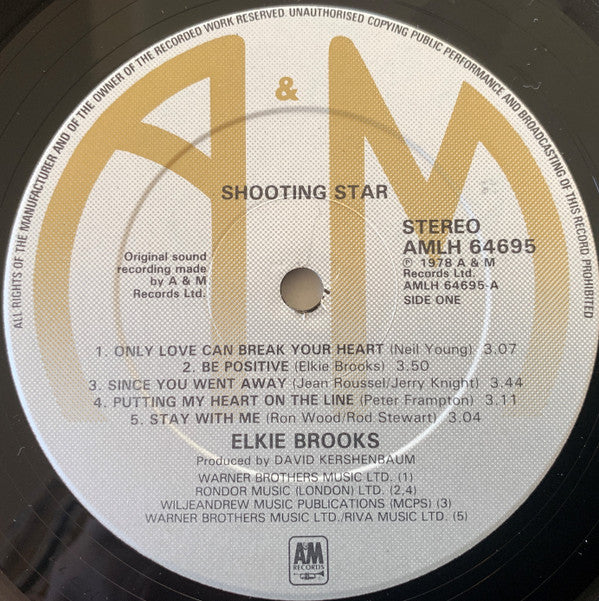 ALL RIGHTS OF THE MANUFACTURER AND OF THE OWNER OF THE RECORDED WORK RESERVED. UNAUTHORISED COPYING PUBLIC PERFORMANCE AND BROADCASTING OF THIS RECORD PROHIBITED
A & M
SHOOTING STAR
Original sound
recording made
by A & M
Records Ltd.
STEREO
AMLH 64695
℗ 1978 A & M
Records Ltd.
AMLH 64695-A
SIDE ONE
1. ONLY LOVE CAN BREAK YOUR HEART (Neil Young) 3.07
2. BE POSITIVE (Elkie Brooks) 3.50
3. SINCE YOU WENT AWAY (Jean Roussel/Jerry Knight) 3.44
4. PUTTING MY HEART ON THE LINE (Peter Frampton) 3.11
5. STAY WITH ME (Ron Wood/Rod Stewart) 3.04
ELKIE BROOKS
Produced by DAVID KERSHENBAUM
WARNER BROTHERS MUSIC LTD. (1)
RONDOR MUSIC (LONDON) LTD. (2,4)
WILJEANDREW MUSIC PUBLICATIONS (MCPS) (3)
WARNER BROTHERS MUSIC LTD./RIVA MUSIC LTD. (5)
AM
RECORDS